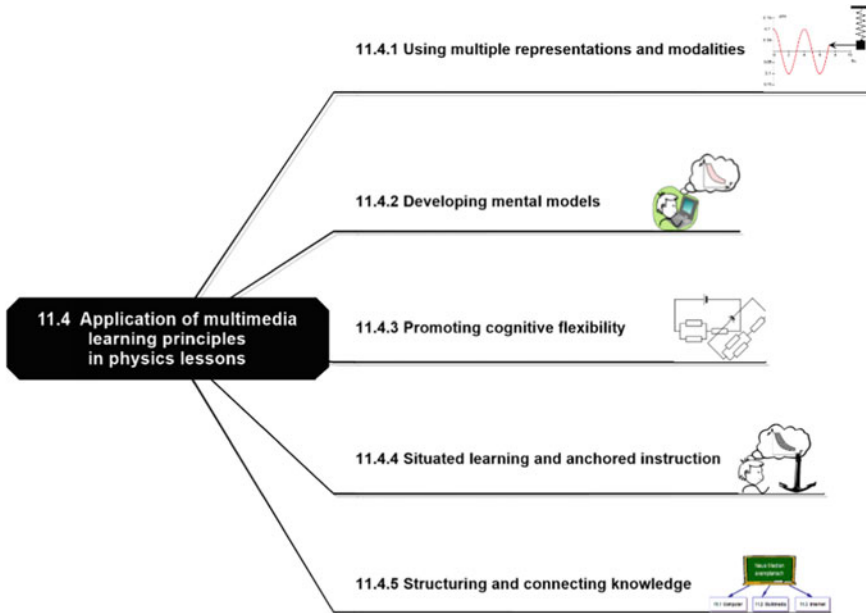 11.4.1 Using multiple representations and modalities
11.4.2 Developing mental models
11.4 Application of multimedia
learning principles
in physics lessons
11.4.3 Promoting cognitive flexibility
11.4.4 Situated learning and anchored instruction
11.4.5 Structuring and connecting knowledge